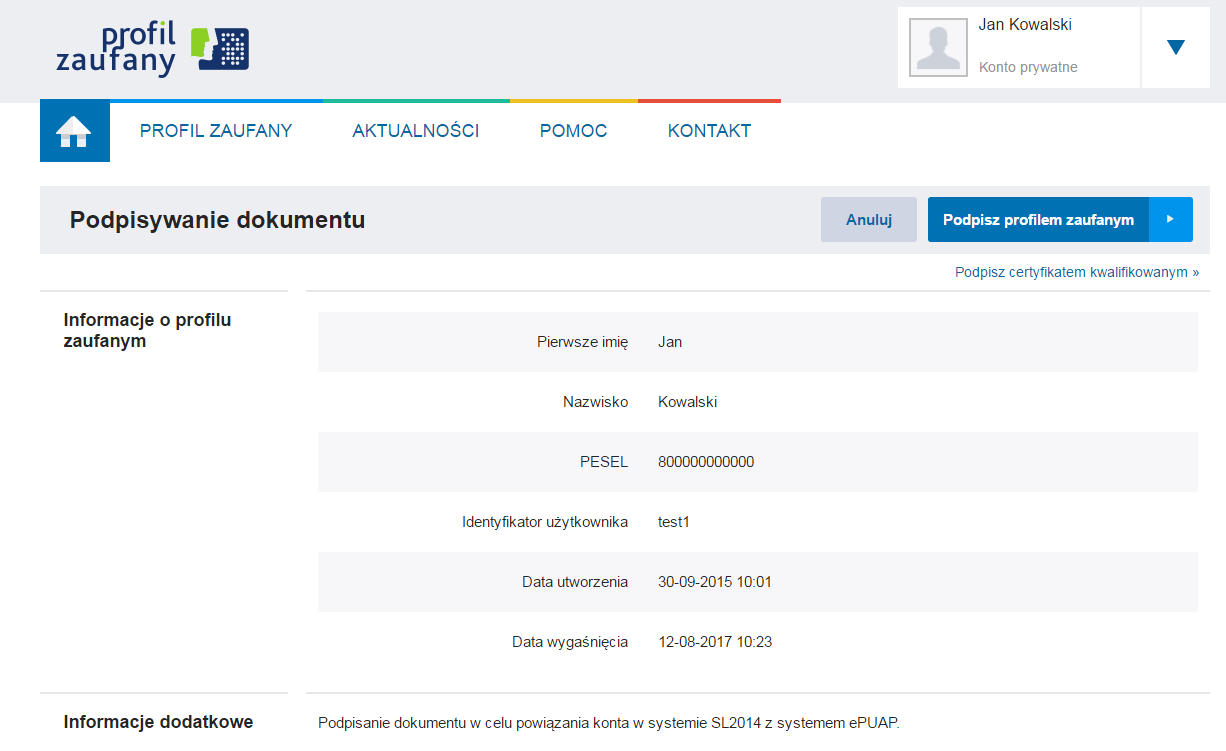 profil
zaufany
Jan Kowalski
Konto prywatne
PROFIL ZAUFANY
AKTUALNOŚCI
POMOC
KONTAKT
Podpisywanie dokumentu
Anuluj
Podpisz profilem zaufanym
Podpisz certyfikatem kwalifikowanym »
Informacje o profilu
zaufanym
Pierwsze imię Jan
Nazwisko Kowalski
PESEL 800000000000
Identyfikator użytkownika test1
Data utworzenia 30-09-2015 10:01
Data wygaśnięcia 12-08-2017 10:23
Informacje dodatkowe
Podpisanie dokumentu w celu powiązania konta w systemie SL2014 z systemem ePUAP.